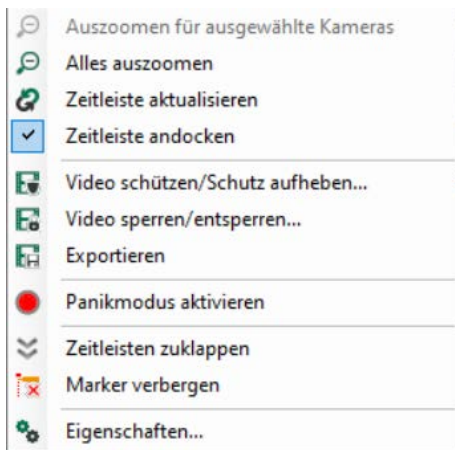 Auszoomen für ausgewählte Kameras
Alles auszoomen
Zeitleiste aktualisieren
Zeitleiste andocken
Video schützen/Schutz aufheben...
Video sperren/entsperren...
Exportieren
Panikmodus aktivieren
Zeitleisten zuklappen
Marker verbergen
Eigenschaften...